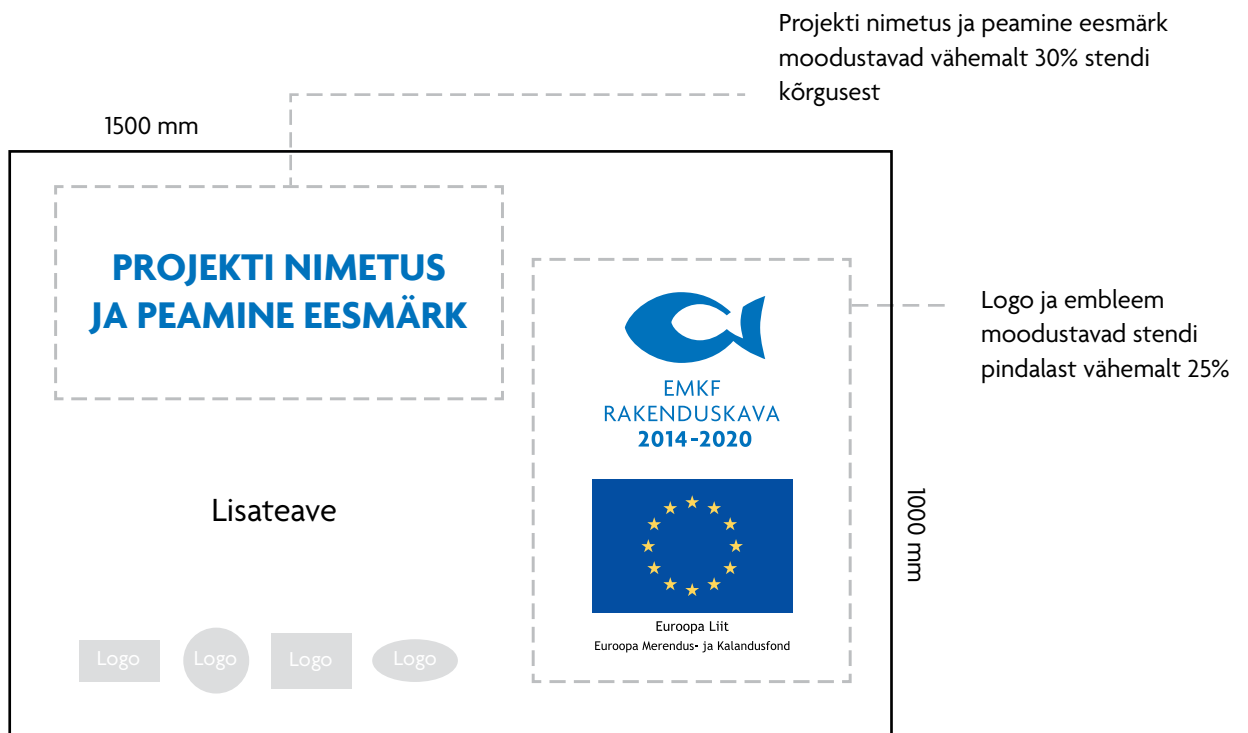 Projekti nimetus ja peamine eesmärk
moodustavad vähemalt 30% stendi
kõrgusest
1500 mm
PROJEKTI NIMETUS
JA PEAMINE EESMÄRK
Logo ja embleem
moodustavad stendi
pindalast vähemalt 25%
EMKF
RAKENDUSKAVA
2014-2020
Lisateave
1000 mm
Euroopa Liit
Euroopa Merendus- ja Kalandusfond
Logo
Logo
Logo
Logo